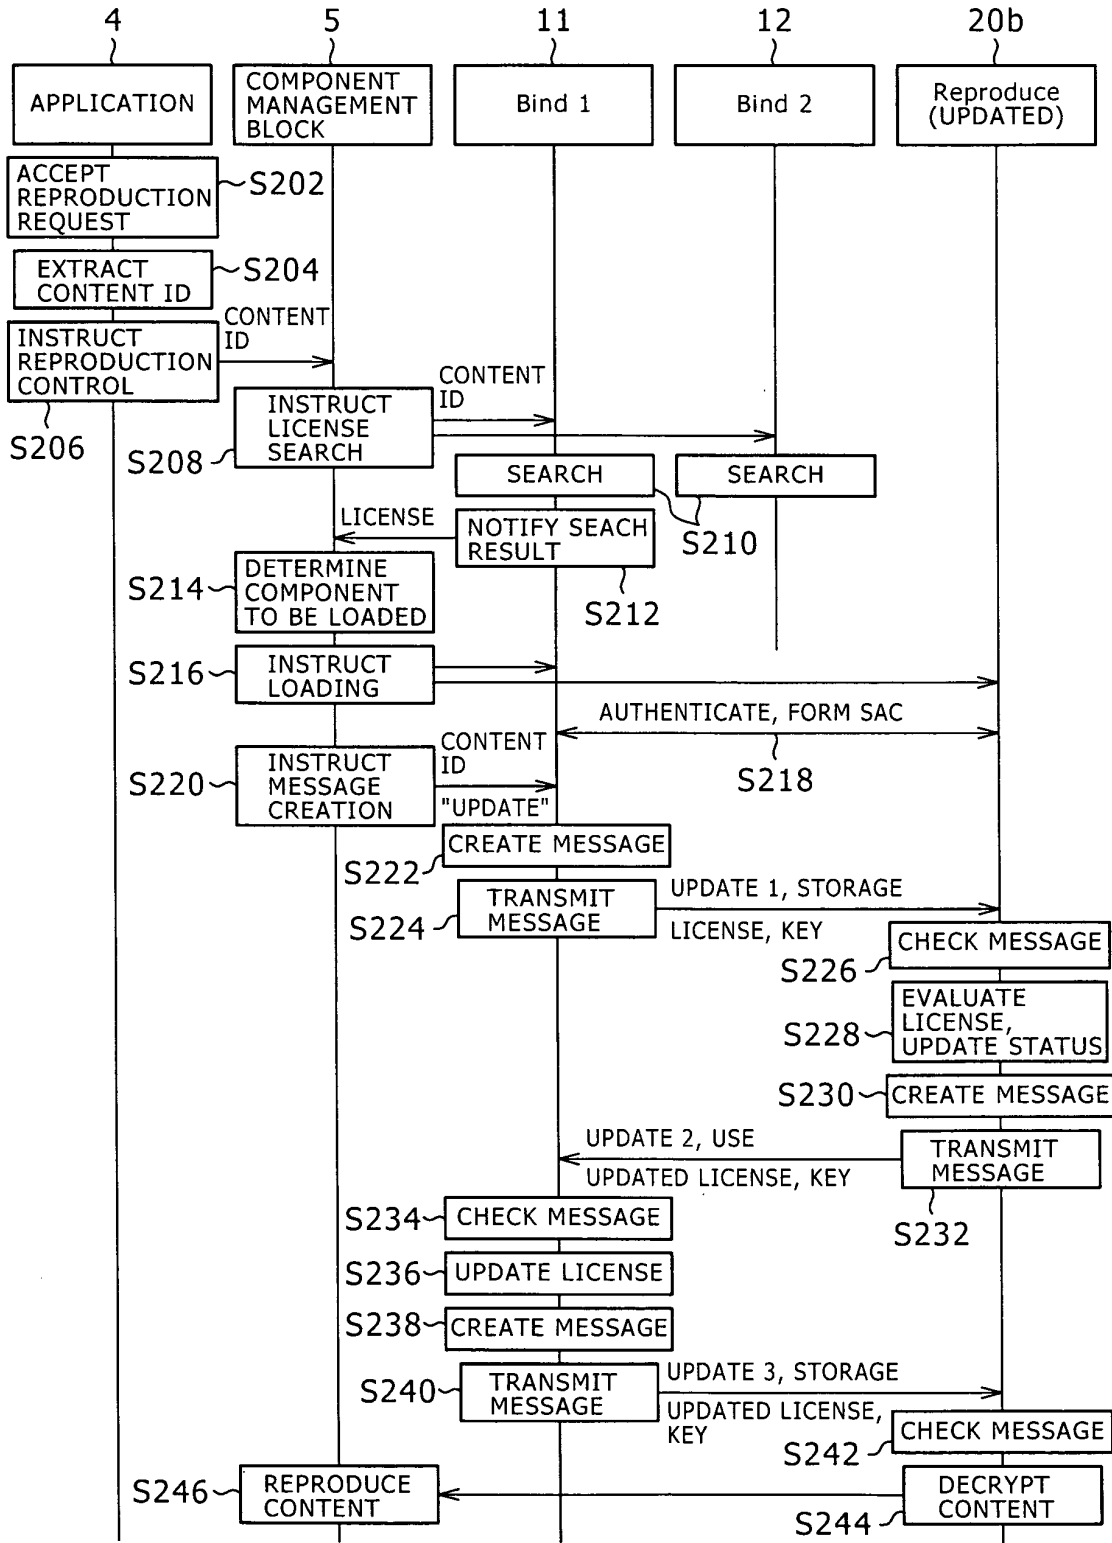 4
5
11
12
20b
APPLICATION
COMPONENT
MANAGEMENT
BLOCK
Bind 1
Bind 2
Reproduce
(UPDATED)
ACCEPT
REPRODUCTION
REQUEST
S202
EXTRACT
CONTENT ID
S204
INSTRUCT
REPRODUCTION
CONTROL
S206
CONTENT
ID
INSTRUCT
LICENSE
SEARCH
S208
CONTENT
ID
SEARCH
SEARCH
S210
LICENSE
NOTIFY SEACH
RESULT
S212
S214
DETERMINE
COMPONENT
TO BE LOADED
S216
INSTRUCT
LOADING
AUTHENTICATE, FORM SAC
S218
S220
INSTRUCT
MESSAGE
CREATION
CONTENT
ID
"UPDATE"
CREATE MESSAGE
S222
TRANSMIT
MESSAGE
S224
UPDATE 1, STORAGE
LICENSE, KEY
CHECK MESSAGE
S226
EVALUATE
LICENSE,
UPDATE STATUS
S228
S230
CREATE MESSAGE
UPDATE 2, USE
UPDATED LICENSE, KEY
TRANSMIT
MESSAGE
S232
S234
CHECK MESSAGE
S236
UPDATE LICENSE
S238
CREATE MESSAGE
S240
TRANSMIT
MESSAGE
UPDATE 3, STORAGE
UPDATED LICENSE,
KEY
CHECK MESSAGE
S242
S246
REPRODUCE
CONTENT
DECRYPT
CONTENT
S244